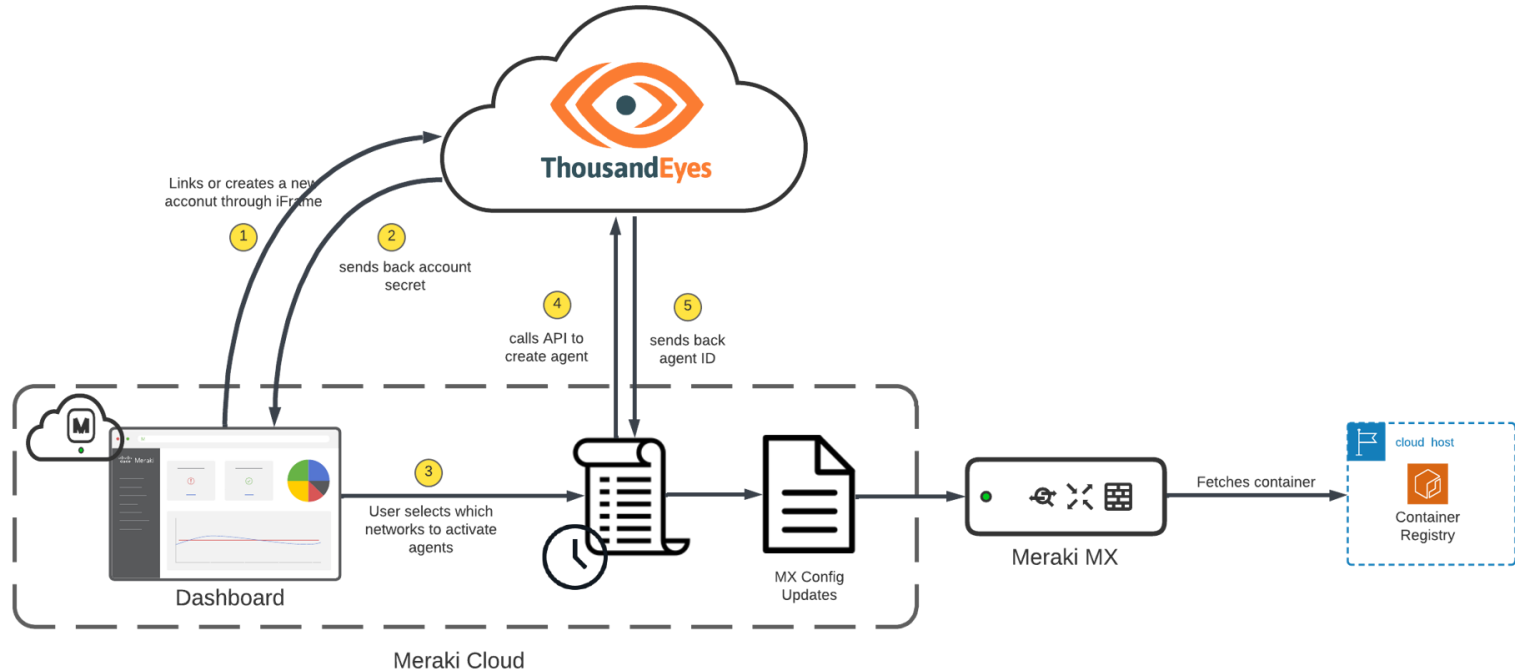 ThousandEyes
Links or creates a new
acconut through iFrame
1
2
sends back account
secret
4
5
calls API to
create agent
sends back
agent ID
M
Meraki
3
User selects which
networks to activate
agents
Dashboard
MX Config
Updates
Meraki MX
Fetches container
cloud host
Container
Registry
Meraki Cloud